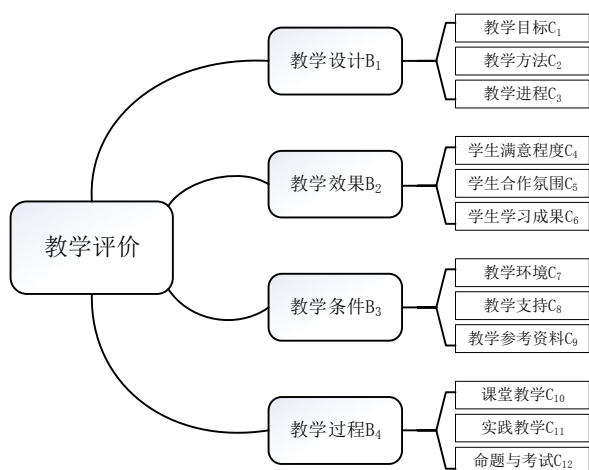 教学评价
教学设计B₁
教学目标C₁
教学方法C₂
教学进程C₃
教学效果B₂
学生满意程度C₄
学生合作氛围C₅
学生学习成果C₆
教学条件B₃
教学环境C₇
教学支持C₈
教学参考资料C₉
教学过程B₄
课堂教学C₁₀
实践教学C₁₁
命题与考试C₁₂